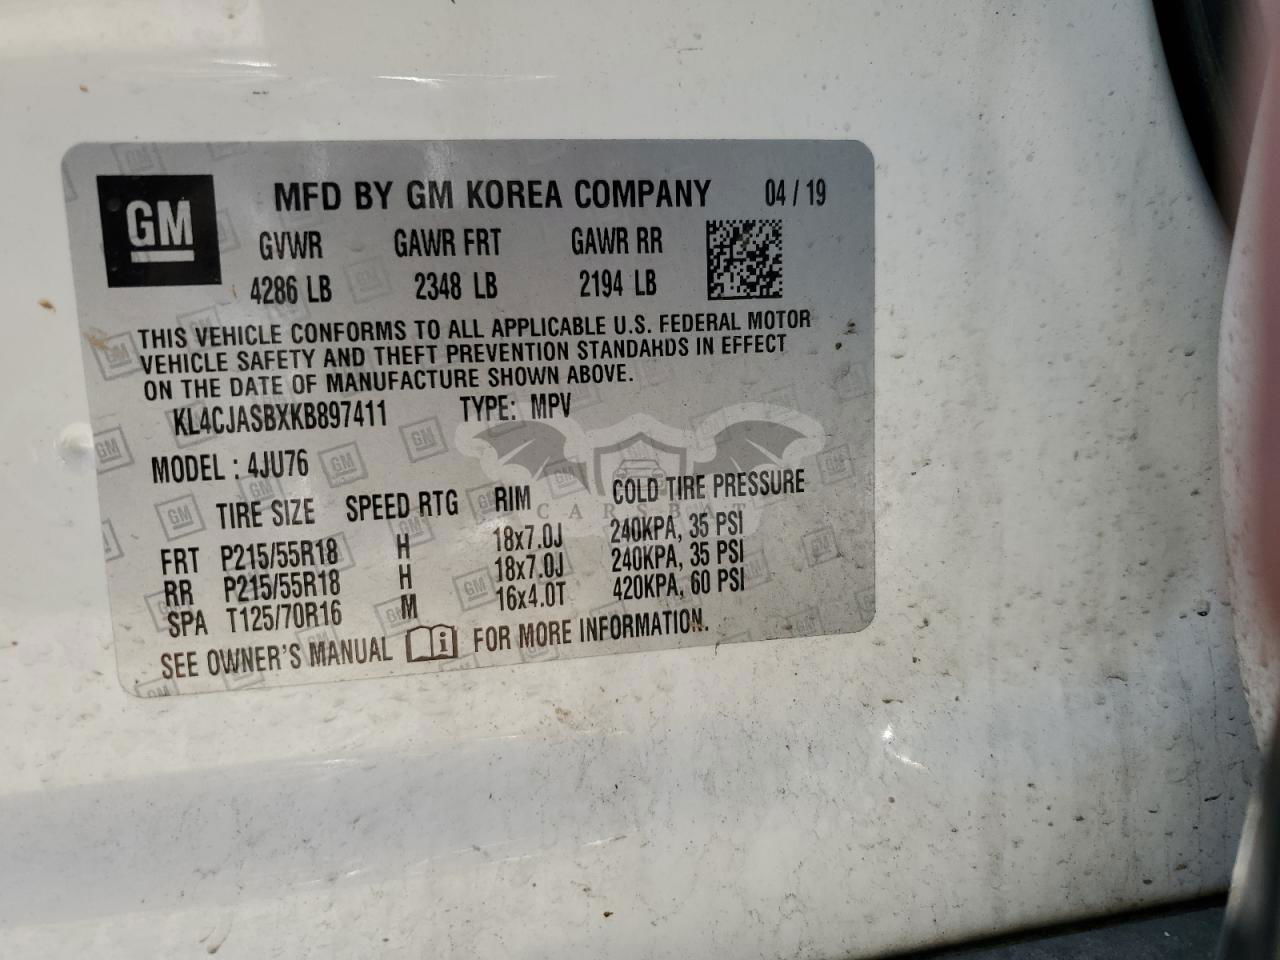 GM MFD BY GM KOREA COMPANY 04 / 19
GVWR GAWR FRT GAWR RR
4286 LB 2348 LB 2194 LB
THIS VEHICLE CONFORMS TO ALL APPLICABLE U.S. FEDERAL MOTOR
VEHICLE SAFETY AND THEFT PREVENTION STANDAHDS IN EFFECT
ON THE DATE OF MANUFACTURE SHOWN ABOVE.
KL4CJASBXKB897411 TYPE: MPV
MODEL : 4JU76
TIRE SIZE SPEED RTG RIM COLD TIRE PRESSURE
CARSBAT
FRT P215/55R18 H 18x7.0J 240KPA, 35 PSI
RR P215/55R18 H 18x7.0J 240KPA, 35 PSI
SPA T125/70R16 M 16x4.0T 420KPA, 60 PSI
SEE OWNER'S MANUAL i FOR MORE INFORMATION.